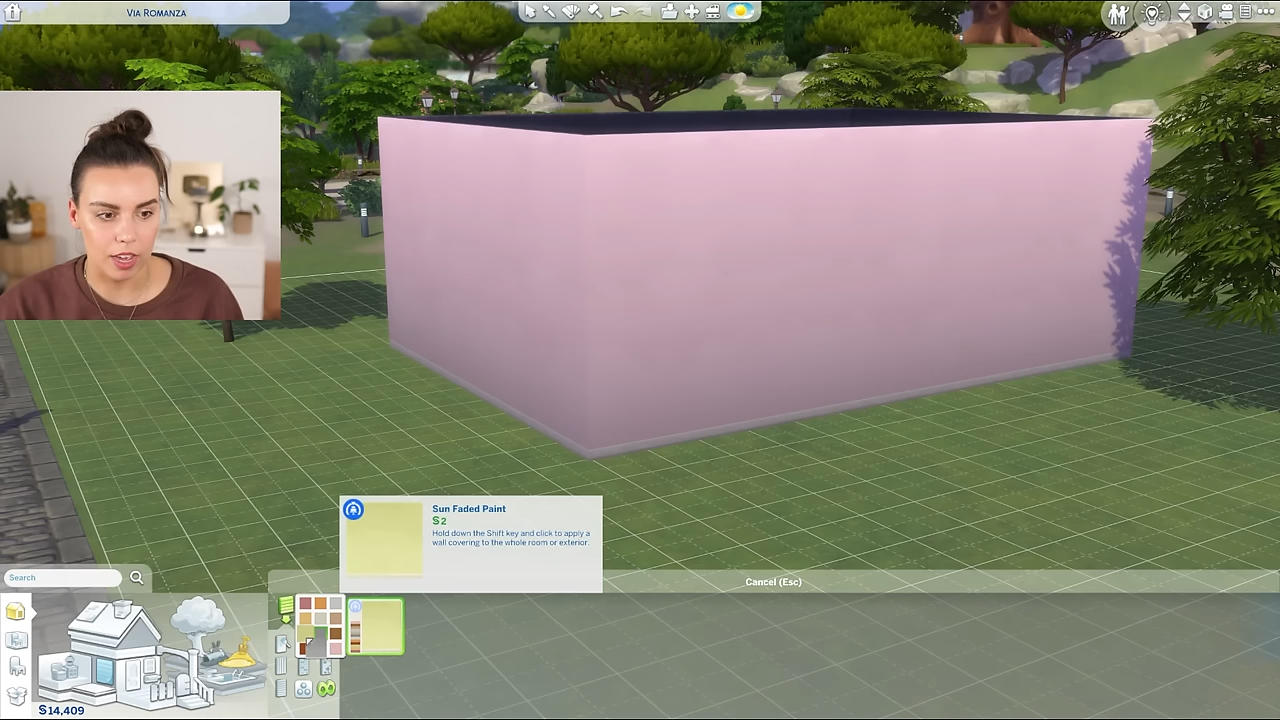 Via Romanza
Sun Faded Paint
§2
Hold down the Shift key and click to apply a
wall covering to the whole room or exterior.
Search
Cancel (Esc)
§14,409